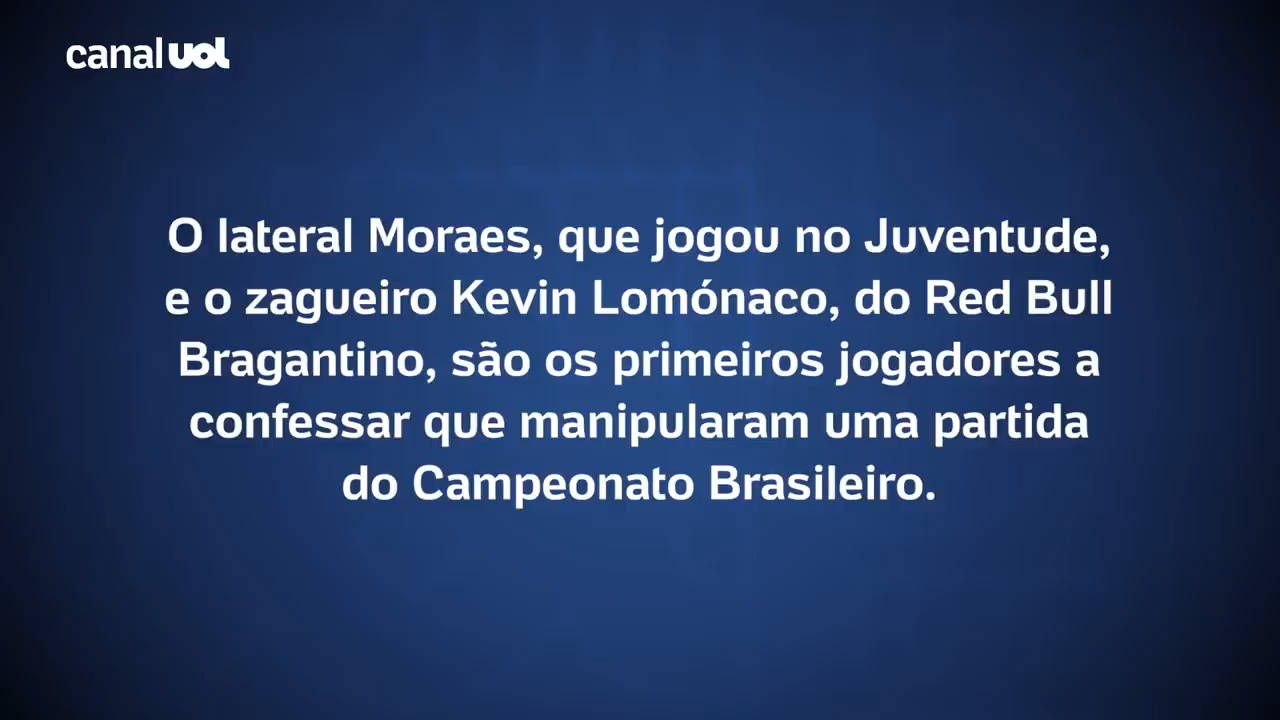 canal uol
O lateral Moraes, que jogou no Juventude,
e o zagueiro Kevin Lomónaco, do Red Bull
Bragantino, são os primeiros jogadores a
confessar que manipularam uma partida
do Campeonato Brasileiro.